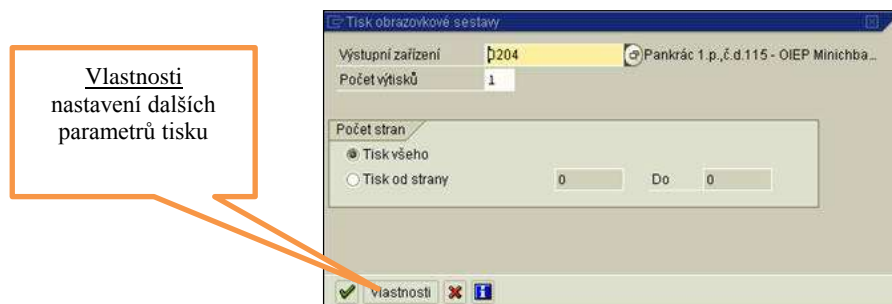 Vlastnosti
nastavení dalších
parametrů tisku
Tisk obrazovkové sestavy
Výstupní zařízení 0204 Pankrác 1.p.,č.d.115 - OIEP Minichba...
Počet výtisků 1
Počet stran
Tisk všeho
Tisk od strany 0 Do 0
Vlastnosti